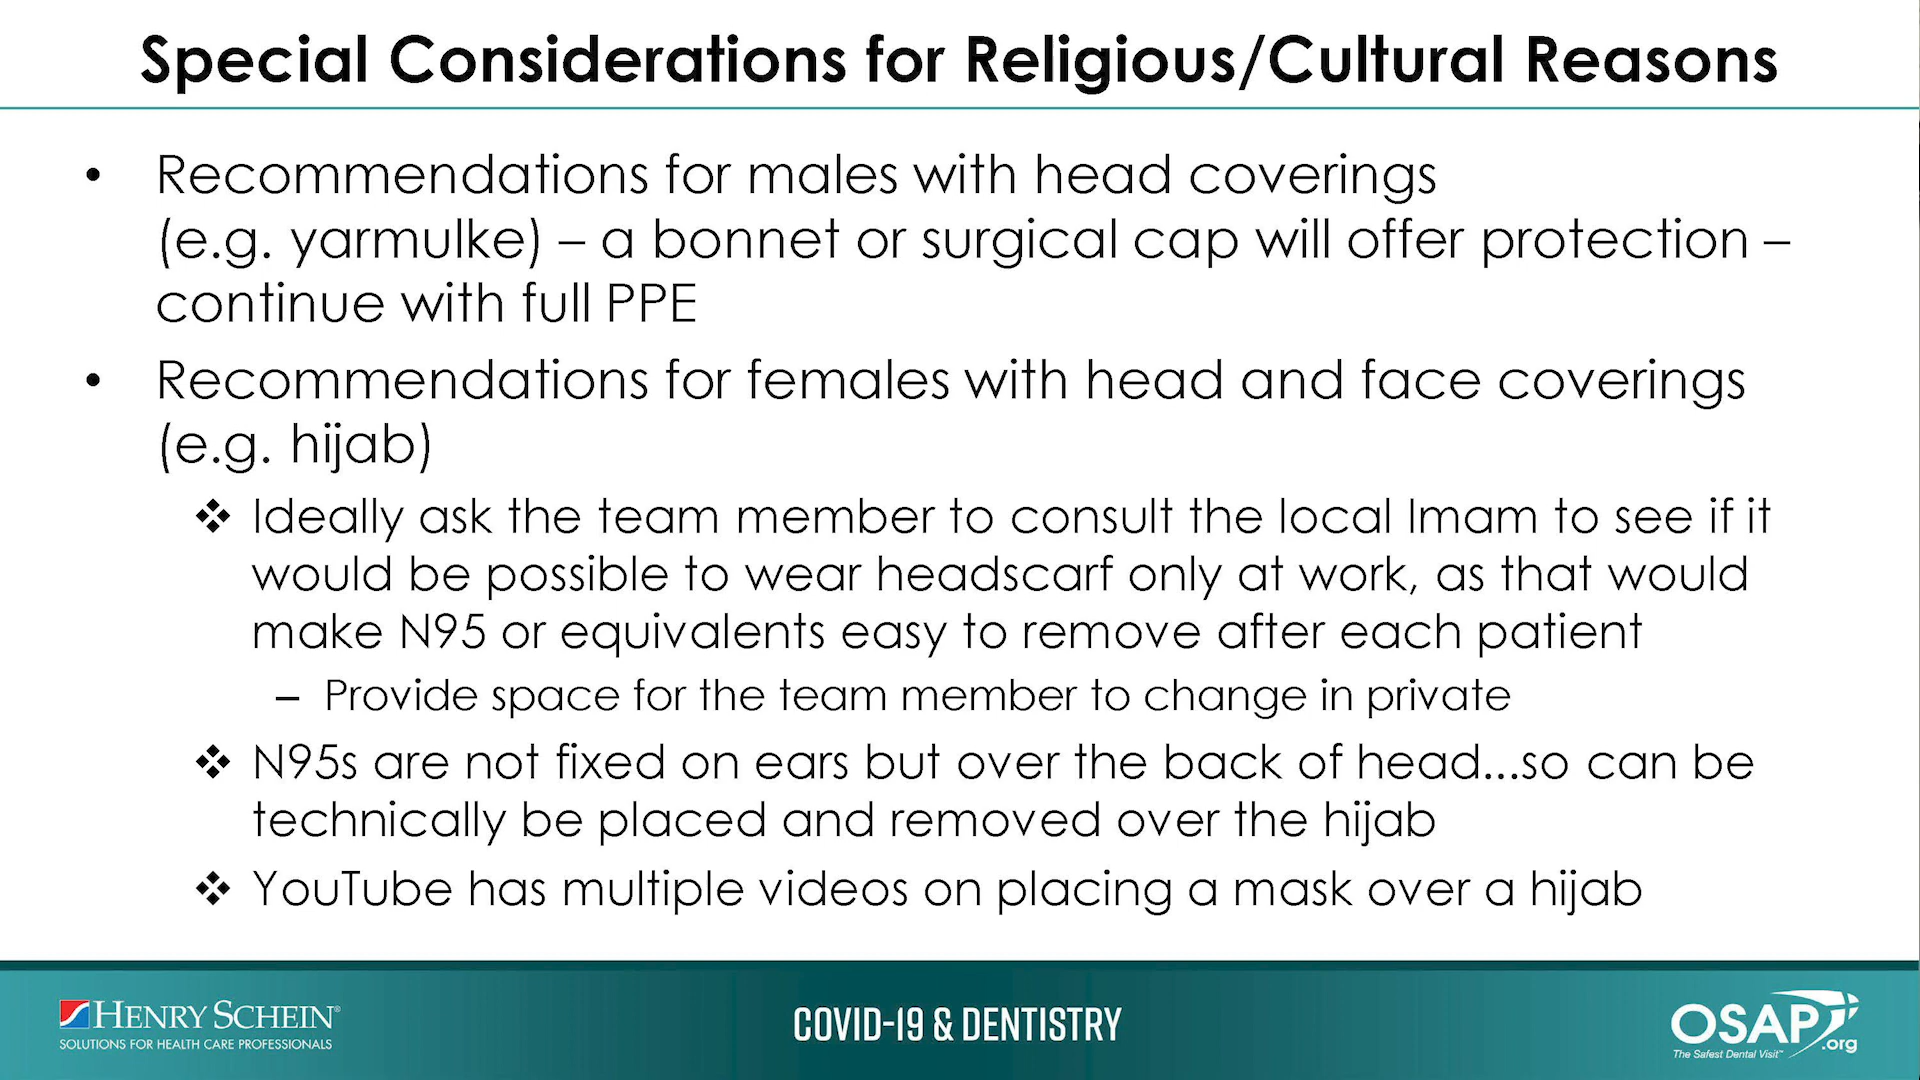 Special Considerations for Religious/Cultural Reasons
• Recommendations for males with head coverings
(e.g. yarmulke) – a bonnet or surgical cap will offer protection –
continue with full PPE
• Recommendations for females with head and face coverings
(e.g. hijab)
❖ Ideally ask the team member to consult the local Imam to see if it
would be possible to wear headscarf only at work, as that would
make N95 or equivalents easy to remove after each patient
– Provide space for the team member to change in private
❖ N95s are not fixed on ears but over the back of head...so can be
technically be placed and removed over the hijab
❖ YouTube has multiple videos on placing a mask over a hijab
HENRY SCHEIN®
SOLUTIONS FOR HEALTH CARE PROFESSIONALS
COVID-19 & DENTISTRY
OSAP
.org
The Safest Dental Visit™